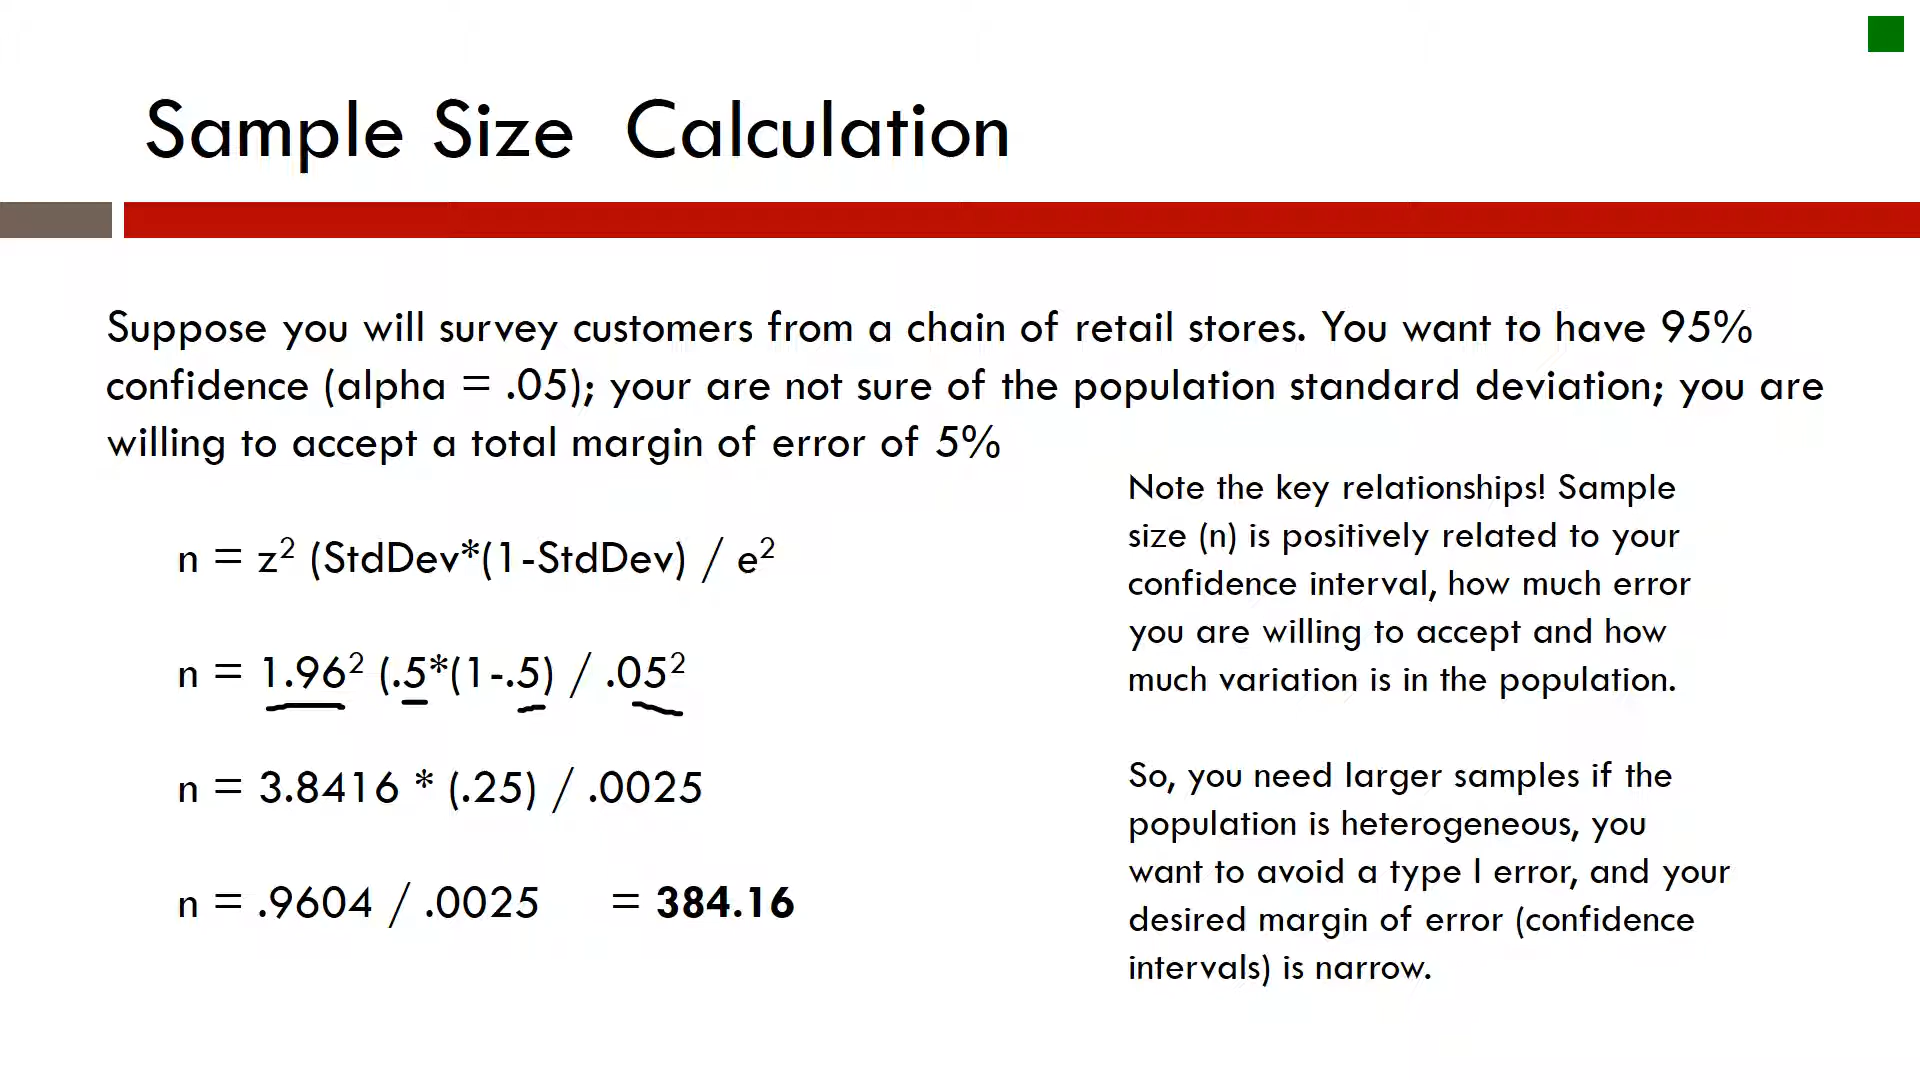 Sample Size  Calculation
Suppose you will survey customers from a chain of retail stores. You want to have 95%
confidence (alpha = .05); your are not sure of the population standard deviation; you are
willing to accept a total margin of error of 5%
n = z² (StdDev*(1-StdDev) / e²
n = 1.96² (.5*(1-.5) / .05²
n = 3.8416 * (.25) / .0025
n = .9604 / .0025 = 384.16
Note the key relationships! Sample
size (n) is positively related to your
confidence interval, how much error
you are willing to accept and how
much variation is in the population.
So, you need larger samples if the
population is heterogeneous, you
want to avoid a type I error, and your
desired margin of error (confidence
intervals) is narrow.